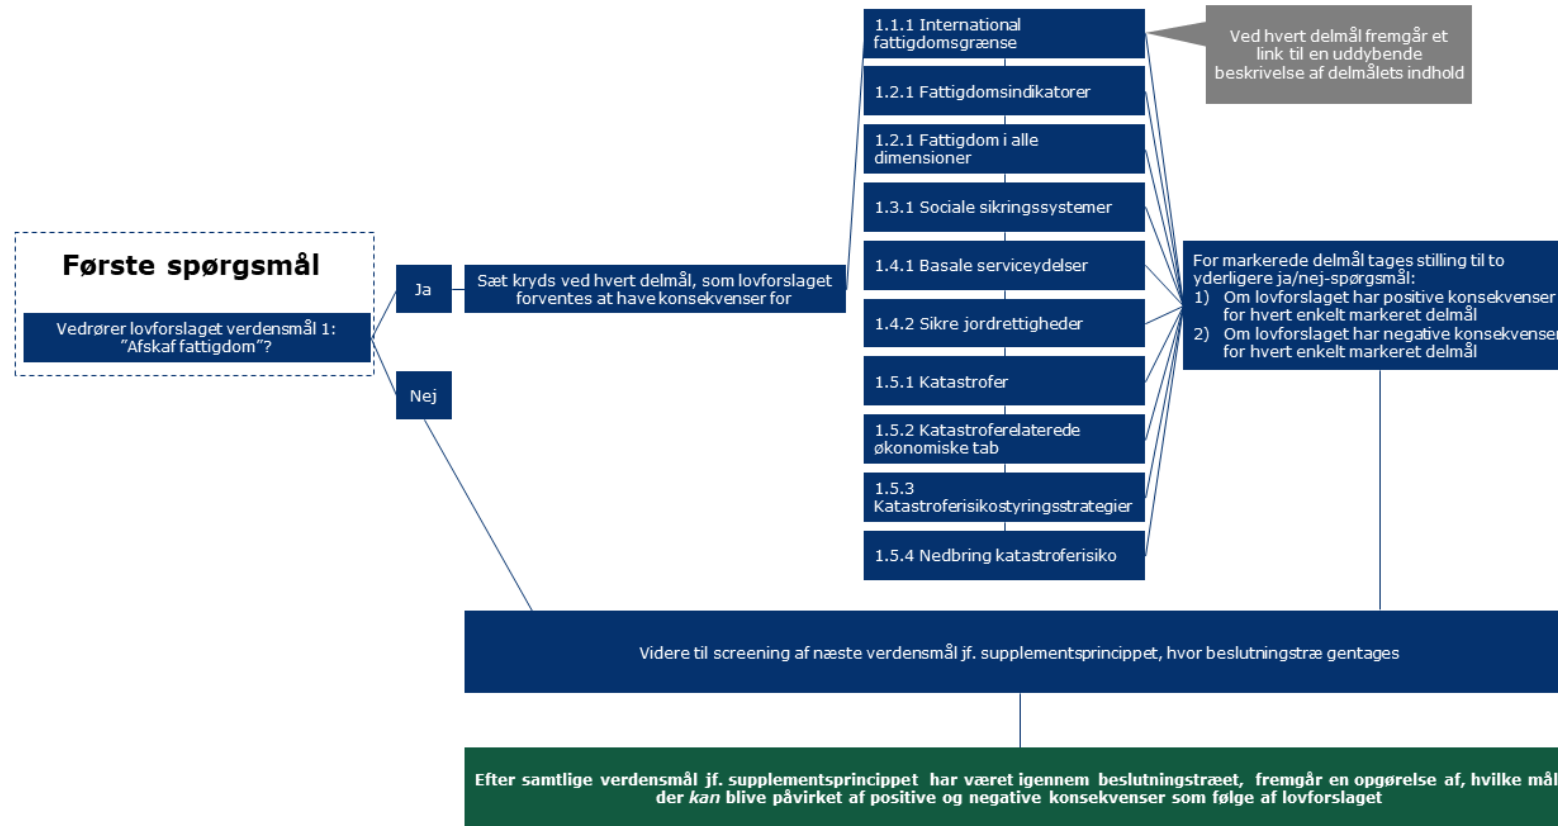 Første spørgsmål
Vedrører lovforslaget verdensmål 1:
”Afskaf fattigdom”?
Ja
Nej
Sæt kryds ved hvert delmål, som lovforslaget
forventes at have konsekvenser for
1.1.1 International
fattigdomsgrænse
1.2.1 Fattigdomsindikatorer
1.2.1 Fattigdom i alle
dimensioner
1.3.1 Sociale sikringssystemer
1.4.1 Basale serviceydelser
1.4.2 Sikre jordrettigheder
1.5.1 Katastrofer
1.5.2 Katastroferelaterede
økonomiske tab
1.5.3
Katastroferisikostyringsstrategier
1.5.4 Nedbring katastroferisiko
Ved hvert delmål fremgår et
link til en uddybende
beskrivelse af delmålets indhold
For markerede delmål tages stilling til to
yderligere ja/nej-spørgsmål:
1) Om lovforslaget har positive konsekvenser
for hvert enkelt markeret delmål
2) Om lovforslaget har negative konsekvenser
for hvert enkelt markeret delmål
Videre til screening af næste verdensmål jf. supplementsprincippet, hvor beslutningstræ gentages
Efter samtlige verdensmål jf. supplementsprincippet har været igennem beslutningstræet, fremgår en opgørelse af, hvilke mål
der kan blive påvirket af positive og negative konsekvenser som følge af lovforslaget